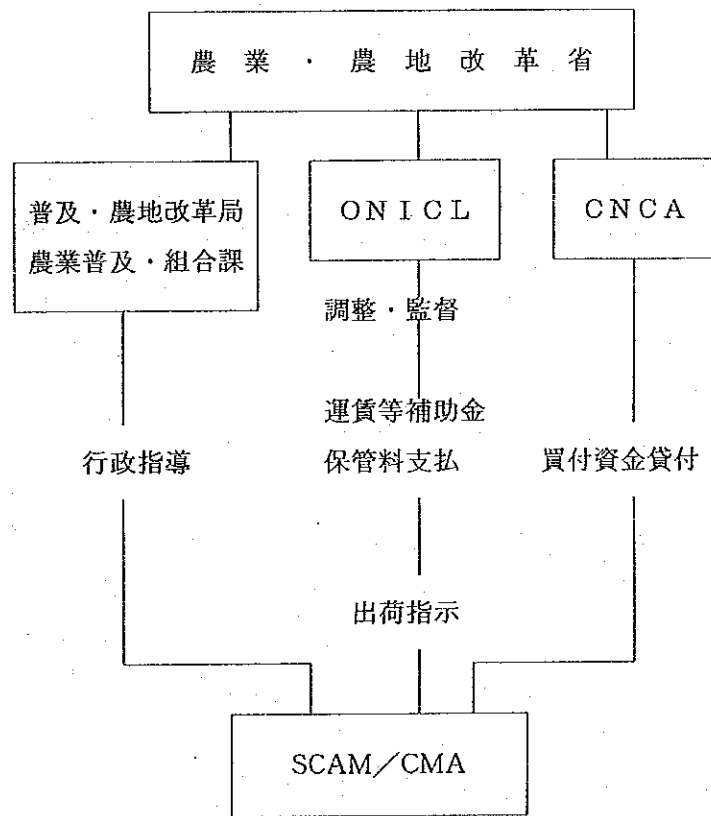 農業・農地改革省
普及・農地改革局
農業普及・組合課
ONICL
CNCA
調整・監督
運賃等補助金
保管料支払
行政指導
買付資金貸付
出荷指示
SCAM/CMA